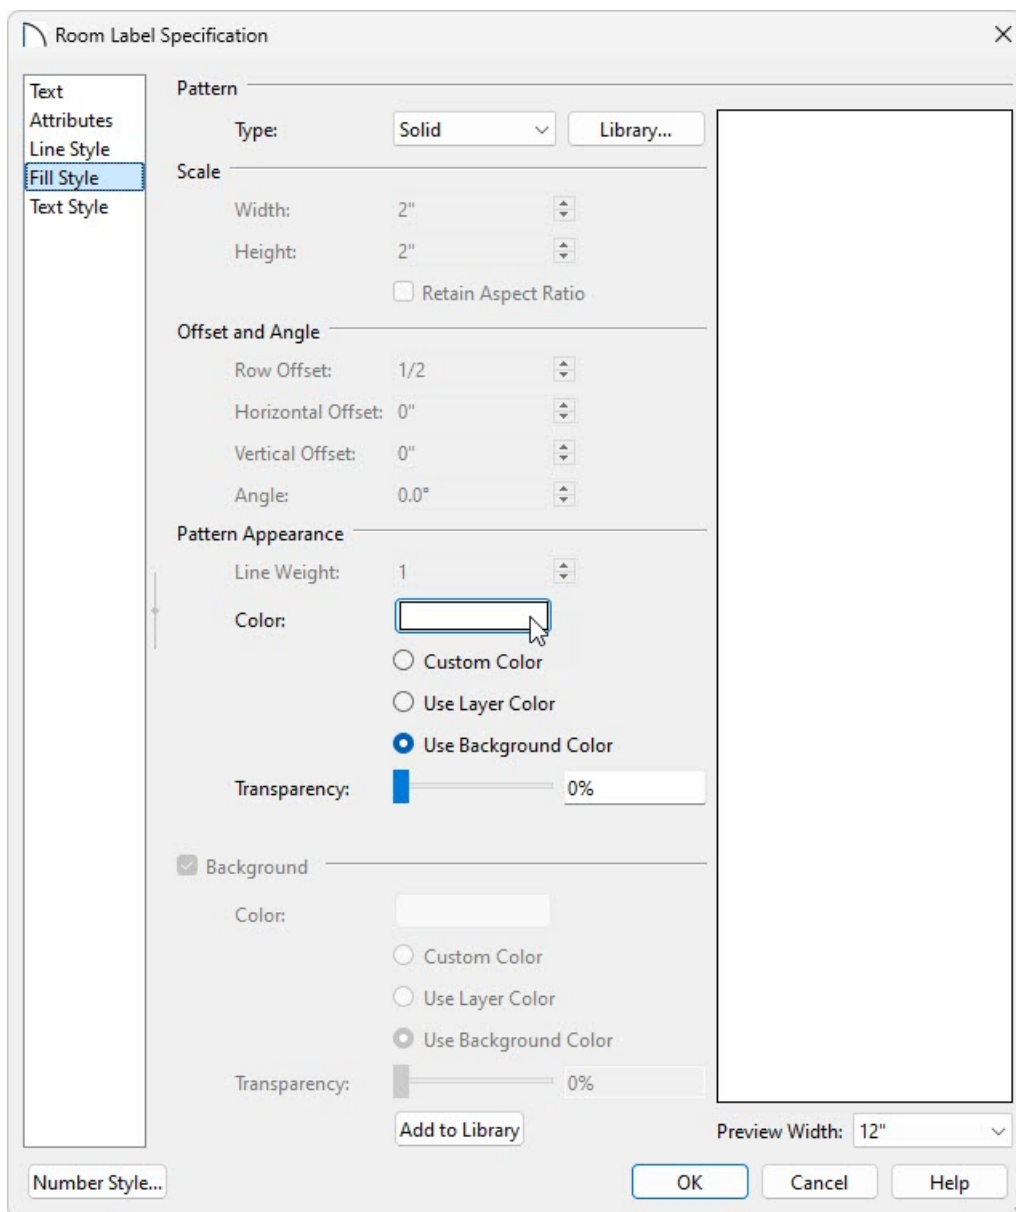 Room Label Specification
Text
Attributes
Line Style
Fill Style
Text Style
Pattern
Type: Solid Library...
Scale
Width: 2"
Height: 2"
Retain Aspect Ratio
Offset and Angle
Row Offset: 1/2
Horizontal Offset: 0"
Vertical Offset: 0"
Angle: 0.0°
Pattern Appearance
Line Weight: 1
Color:
Custom Color
Use Layer Color
Use Background Color
Transparency: 0%
Background
Color:
Custom Color
Use Layer Color
Use Background Color
Transparency: 0%
Add to Library
Preview Width: 12"
Number Style... OK Cancel Help